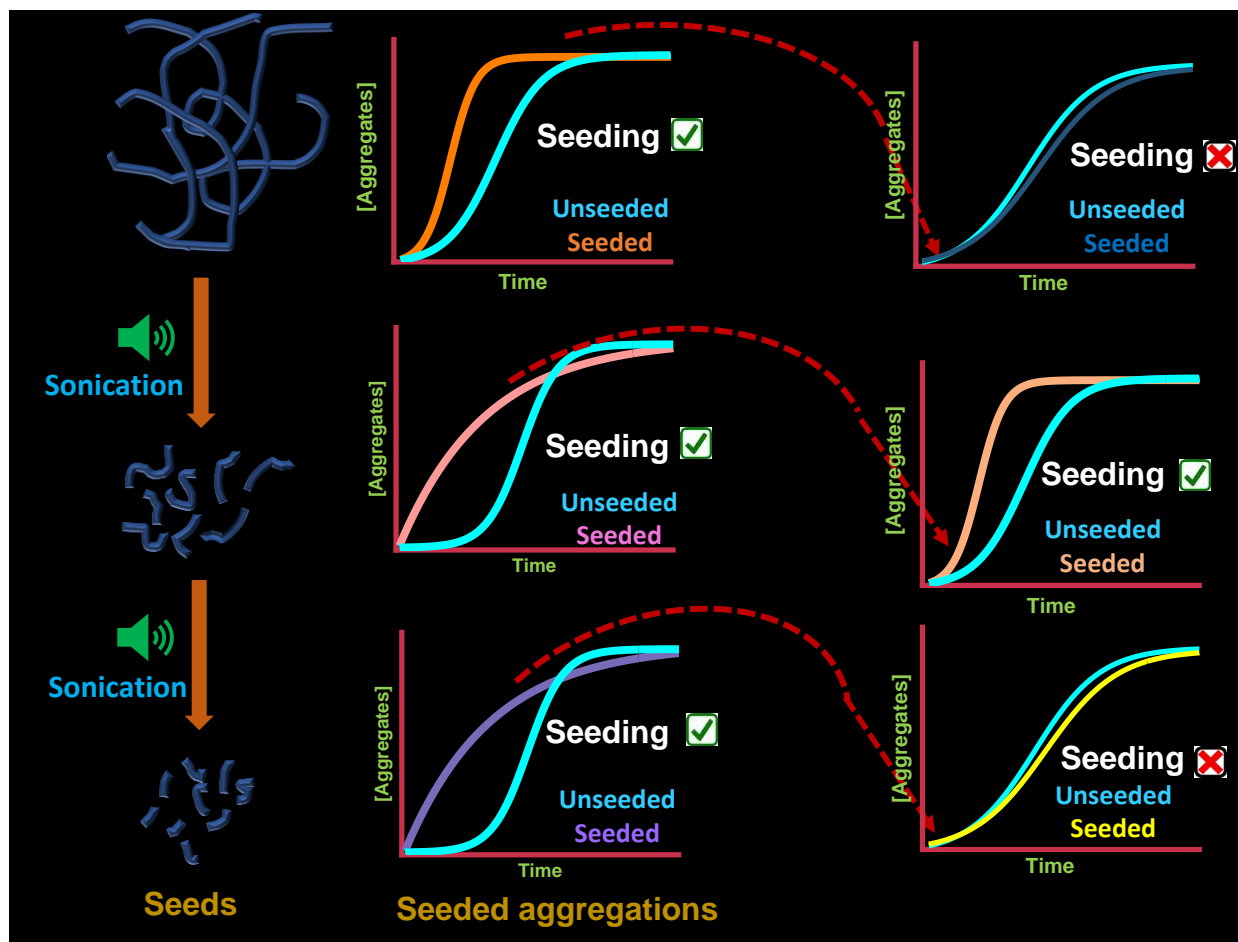 [Aggregates]
Seeding
Unseeded
Seeded
Time
[Aggregates]
Seeding
Unseeded
Seeded
Time
Sonication
[Aggregates]
Seeding
Unseeded
Seeded
Time
[Aggregates]
Seeding
Unseeded
Seeded
Time
Sonication
[Aggregates]
Seeding
Unseeded
Seeded
Time
[Aggregates]
Seeding
Unseeded
Seeded
Time
Seeds
Seeded aggregations